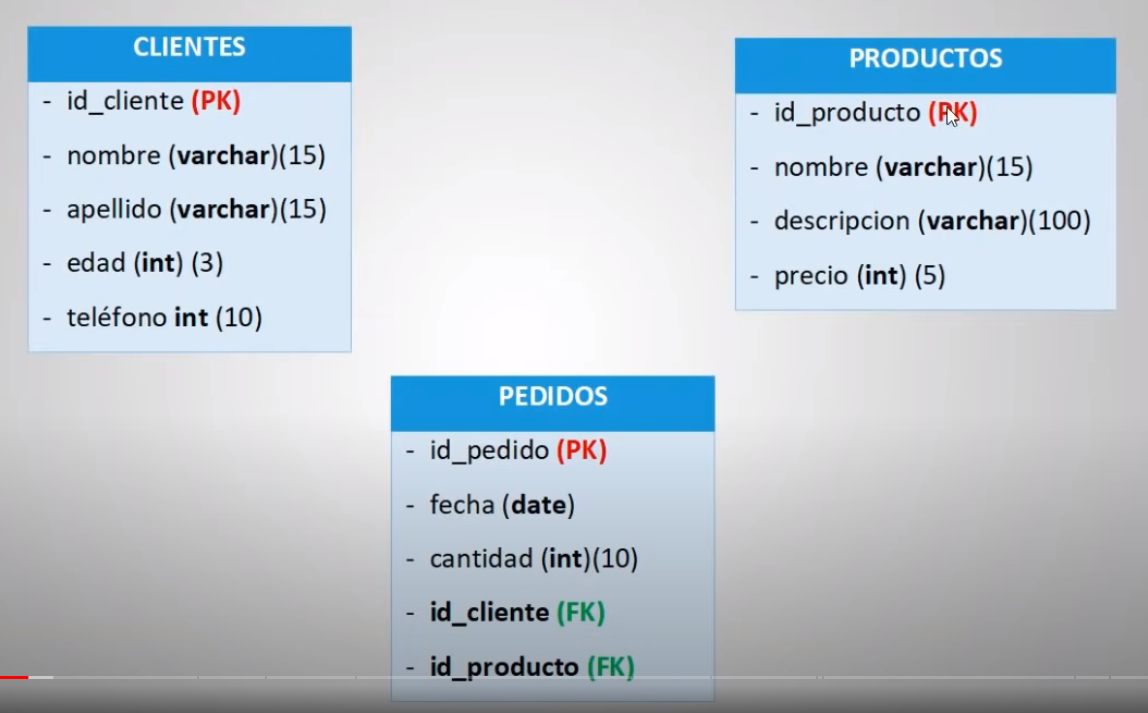 CLIENTES
- id_cliente (PK)
- nombre (varchar)(15)
- apellido (varchar)(15)
- edad (int) (3)
- teléfono int (10)
PRODUCTOS
- id_producto (PK)
- nombre (varchar)(15)
- descripcion (varchar)(100)
- precio (int) (5)
PEDIDOS
- id_pedido (PK)
- fecha (date)
- cantidad (int)(10)
- id_cliente (FK)
- id_producto (FK)